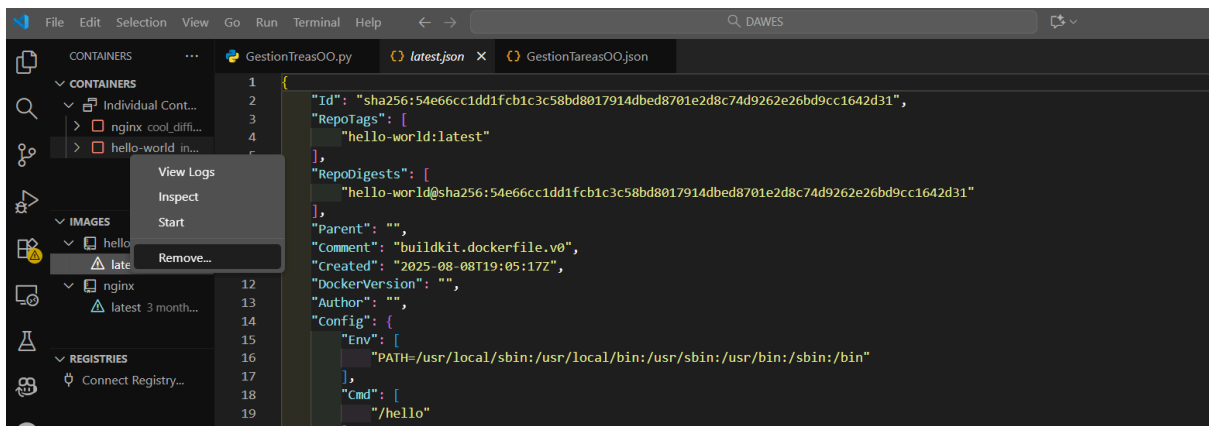 File Edit Selection View Go Run Terminal Help
DAWES
CONTAINERS
GestionTreasOO.py
latest.json
GestionTareasOO.json
CONTAINERS
Individual Cont...
nginx cool_diffi...
hello-world in...
View Logs
Inspect
Start
Remove...
IMAGES
hello
late
nginx
latest 3 month...
REGISTRIES
Connect Registry...
1 {
2 "Id": "sha256:54e66cc1dd1fcb1c3c58bd8017914dbed8701e2d8c74d9262e26bd9cc1642d31",
3 "RepoTags": [
4 "hello-world:latest"
],
"RepoDigests": [
"hello-world@sha256:54e66cc1dd1fcb1c3c58bd8017914dbed8701e2d8c74d9262e26bd9cc1642d31"
],
"Parent": "",
"Comment": "buildkit.dockerfile.v0",
"Created": "2025-08-08T19:05:17Z",
12 "DockerVersion": "",
13 "Author": "",
14 "Config": {
15 "Env": [
16 "PATH=/usr/local/sbin:/usr/local/bin:/usr/sbin:/usr/bin:/sbin:/bin"
17 ],
18 "Cmd": [
19 "/hello"